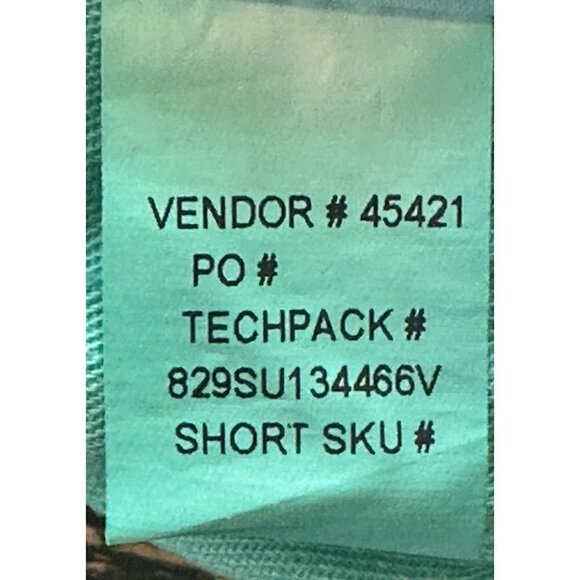 VENDOR # 45421
PO #
TECHPACK #
829SU134466V
SHORT SKU #